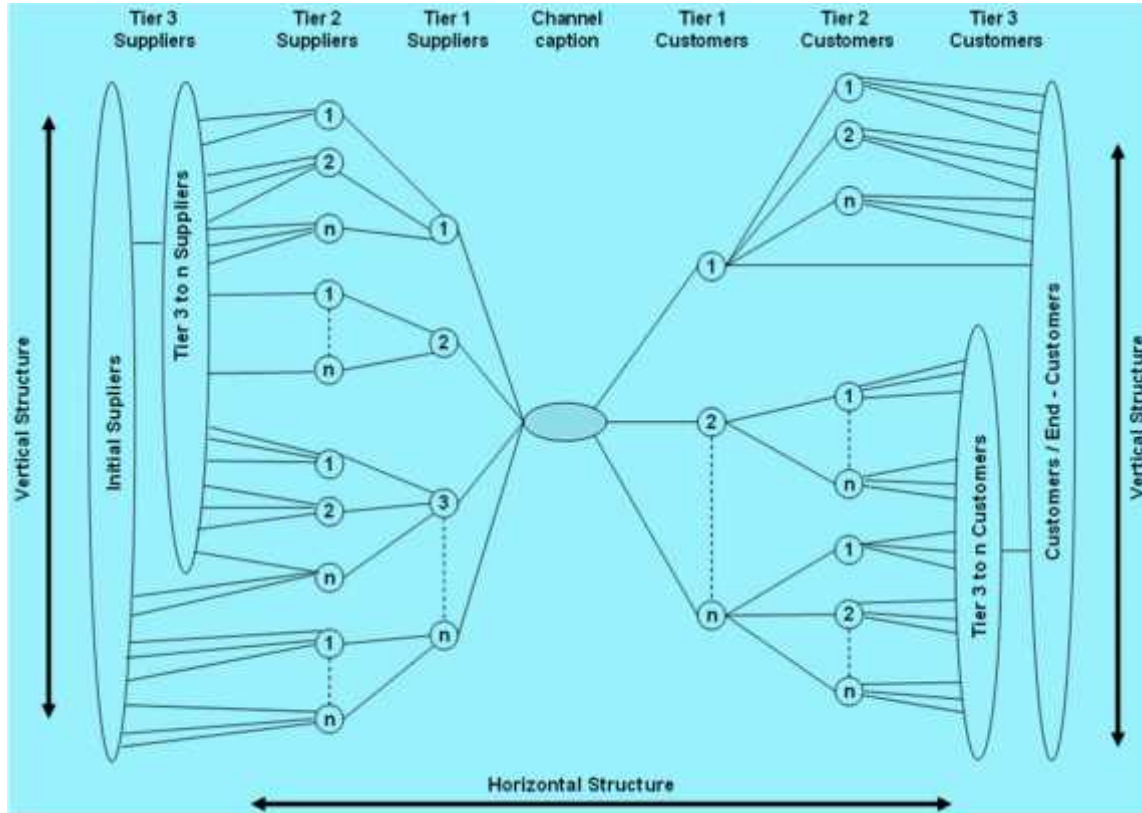 Tier 3
Suppliers
Tier 2
Suppliers
Tier 1
Suppliers
Channel
caption
Tier 1
Customers
Tier 2
Customers
Tier 3
Customers
Vertical Structure
Initial Supliers
Tier 3 to n Suppliers
1
2
n
1
n
1
2
n
1
n
1
2
3
n
1
2
n
1
2
n
1
n
1
2
n
Tier 3 to n Customers
Customers / End - Customers
Vertical Structure
Horizontal Structure